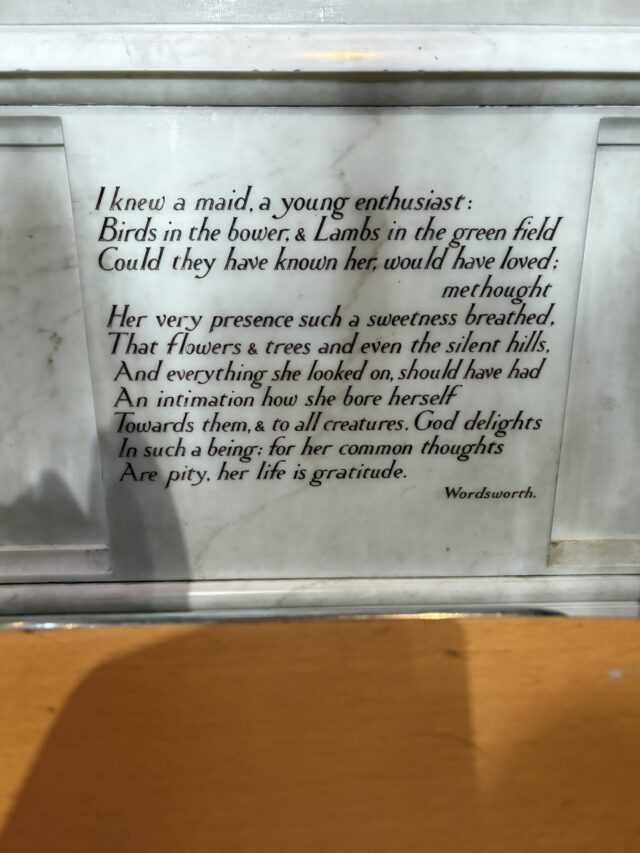 I knew a maid, a young enthusiast:
Birds in the bower, & Lambs in the green field
Could they have known her, would have loved;
methought
Her very presence such a sweetness breathed,
That flowers & trees and even the silent hills,
And everything she looked on, should have had
An intimation how she bore herself
Towards them, & to all creatures. God delights
In such a being; for her common thoughts
Are pity, her life is gratitude.
Wordsworth.